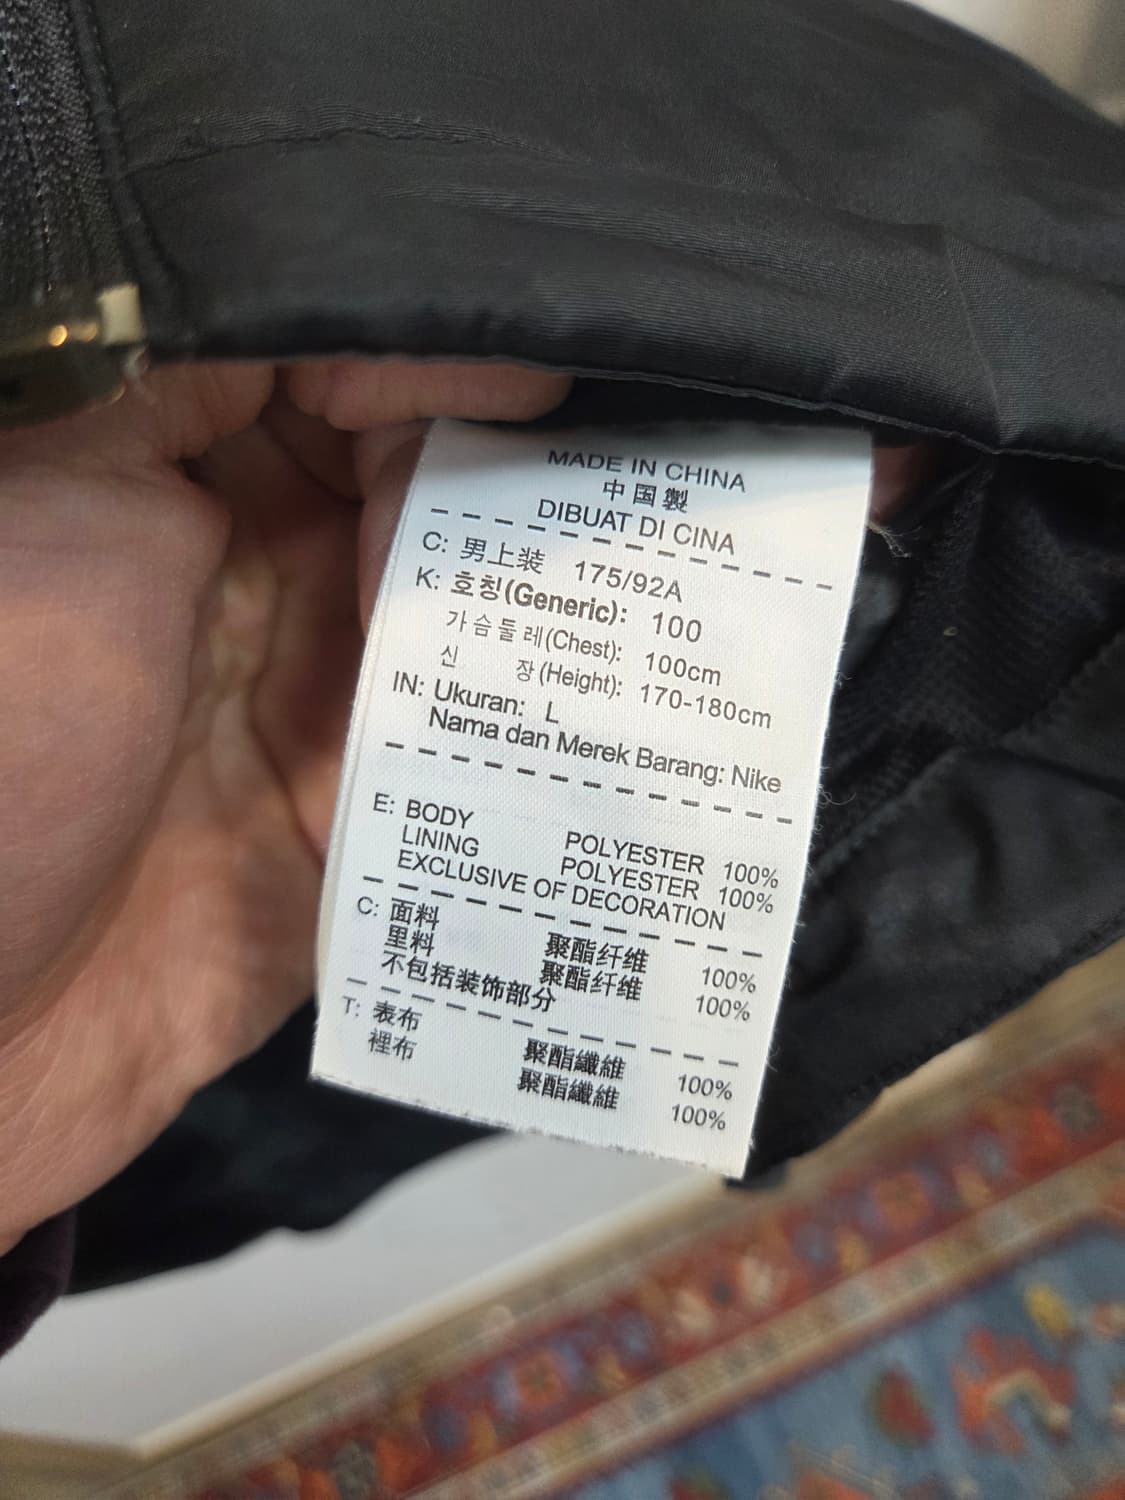 MADE IN CHINA
中国製
DIBUAT DI CINA
C: 男上装 175/92A
K: 호칭(Generic): 100
가슴둘레(Chest): 100cm
신 장(Height): 170-180cm
IN: Ukuran: L
Nama dan Merek Barang: Nike
E: BODY POLYESTER 100%
LINING POLYESTER 100%
EXCLUSIVE OF DECORATION
C: 面料 聚酯纤维 100%
里料 聚酯纤维 100%
不包括装饰部分
T: 表布 聚酯纖維 100%
裡布 聚酯纖維 100%